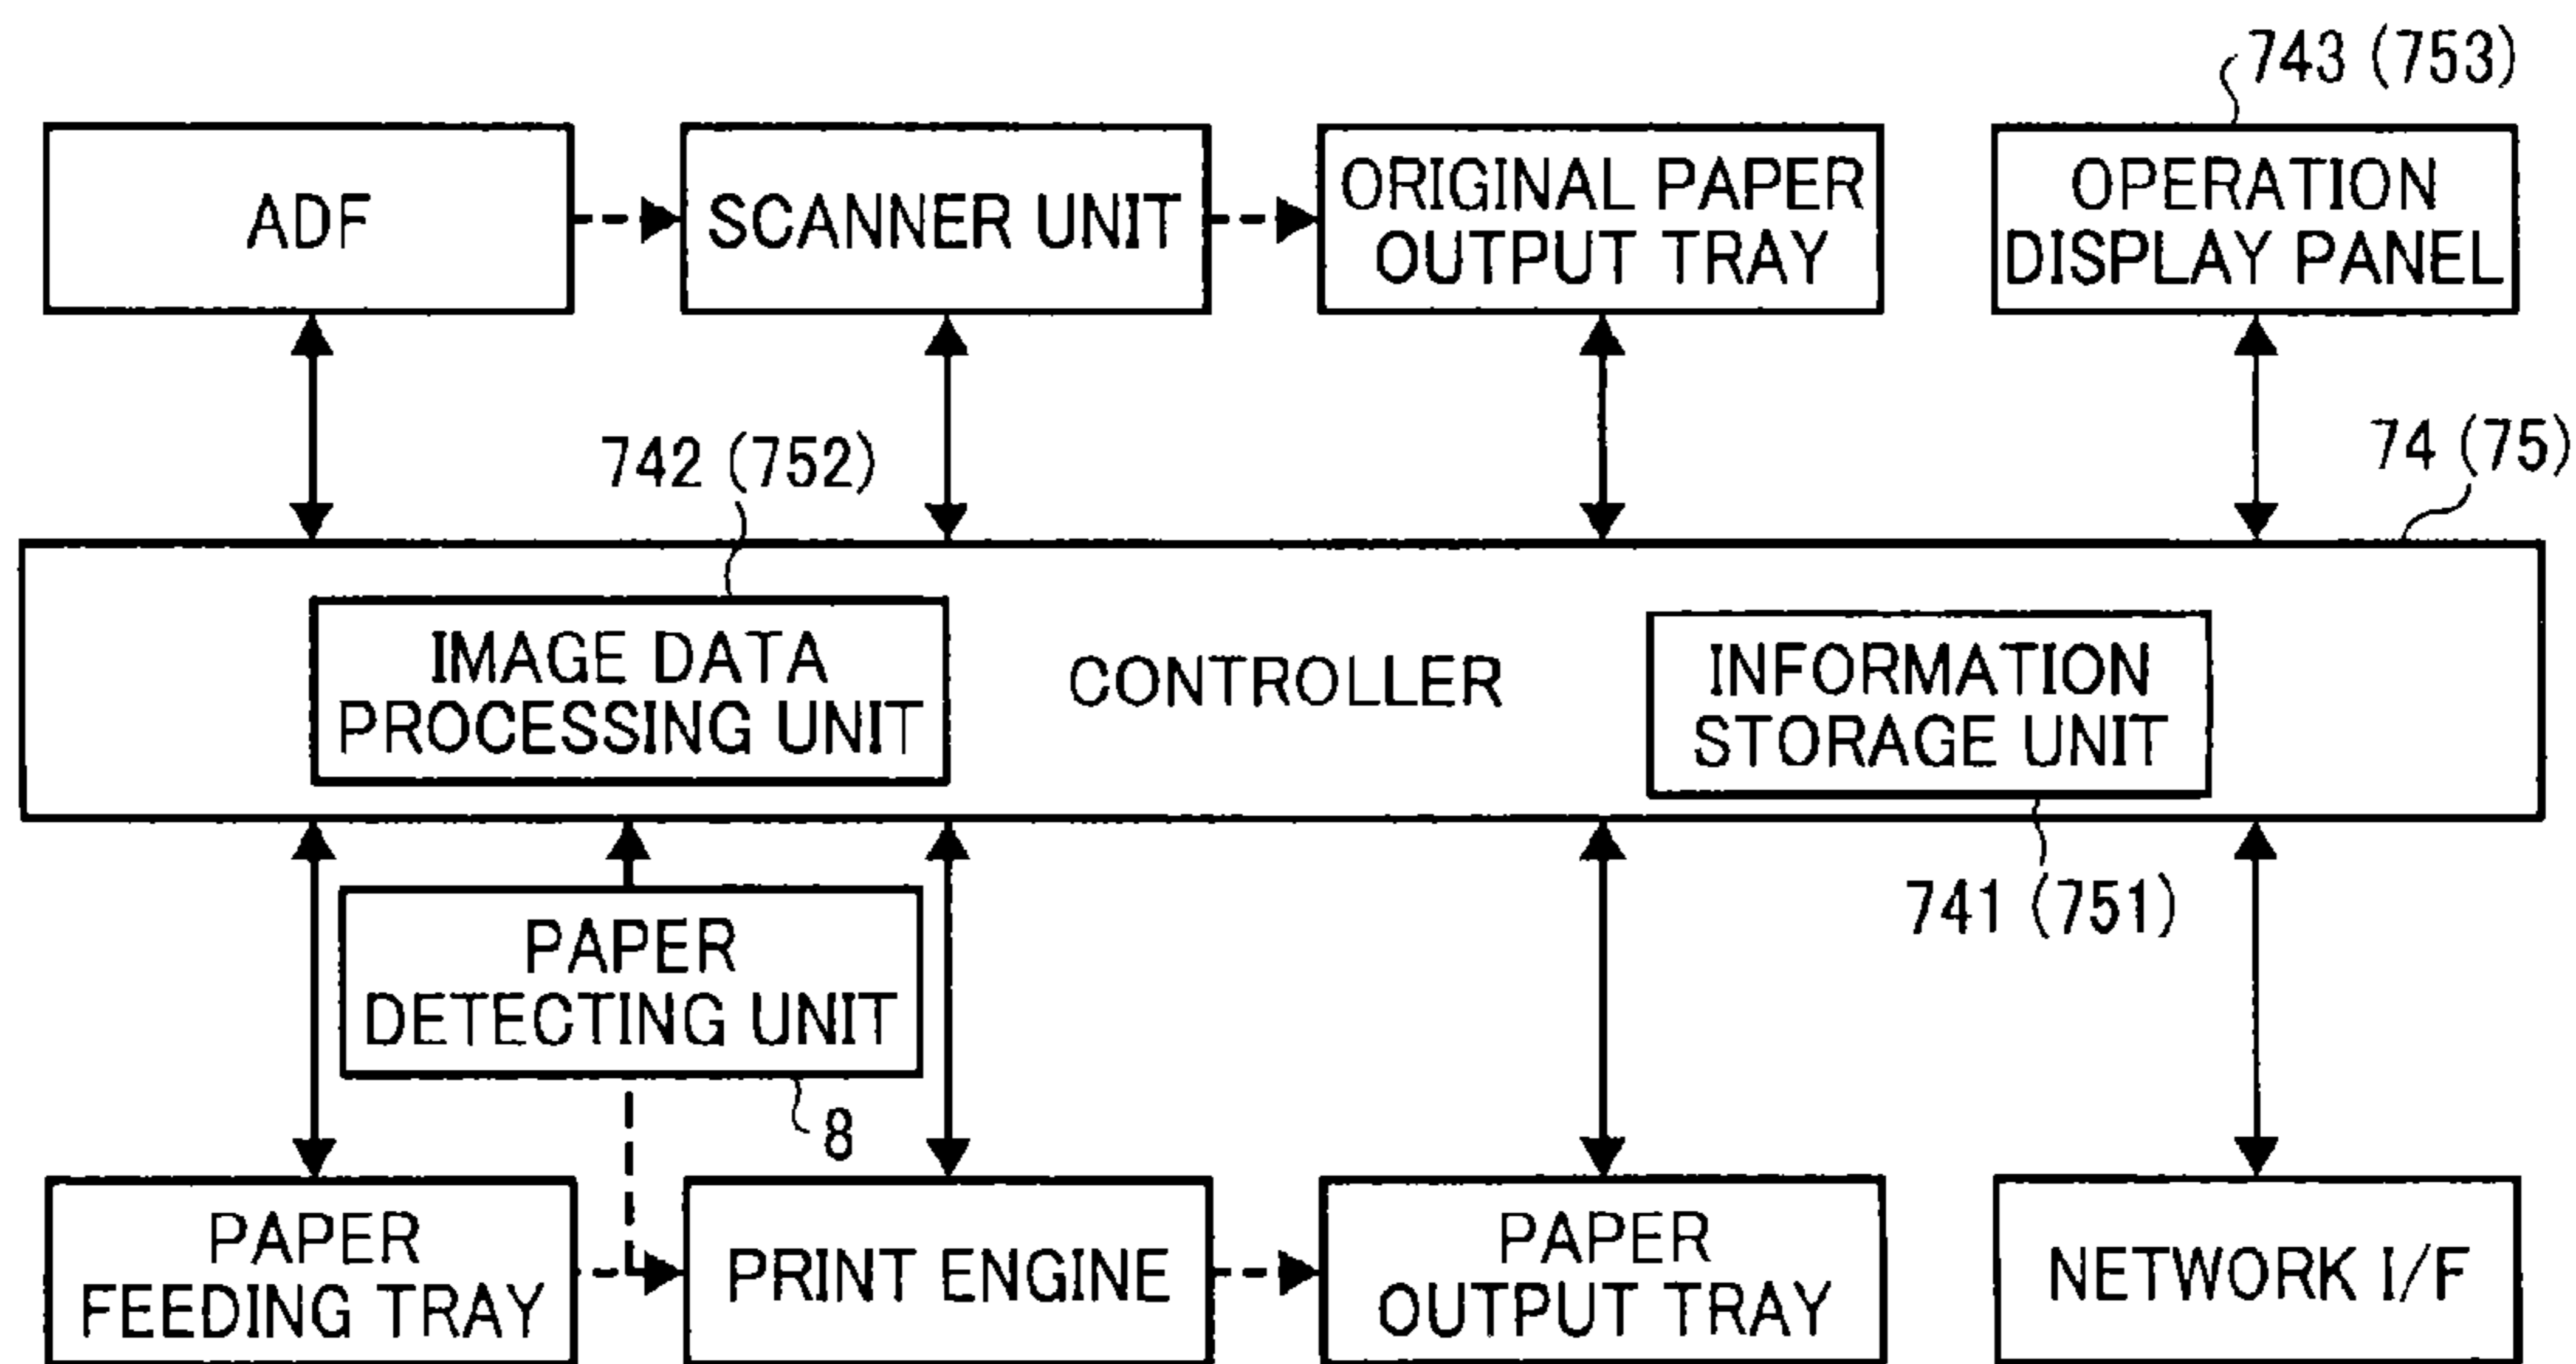 743 (753)
ADF
SCANNER UNIT
ORIGINAL PAPER
OUTPUT TRAY
OPERATION
DISPLAY PANEL
742 (752)
74 (75)
IMAGE DATA
PROCESSING UNIT
CONTROLLER
INFORMATION
STORAGE UNIT
741 (751)
PAPER
DETECTING UNIT
8
PAPER
FEEDING TRAY
PRINT ENGINE
PAPER
OUTPUT TRAY
NETWORK I/F